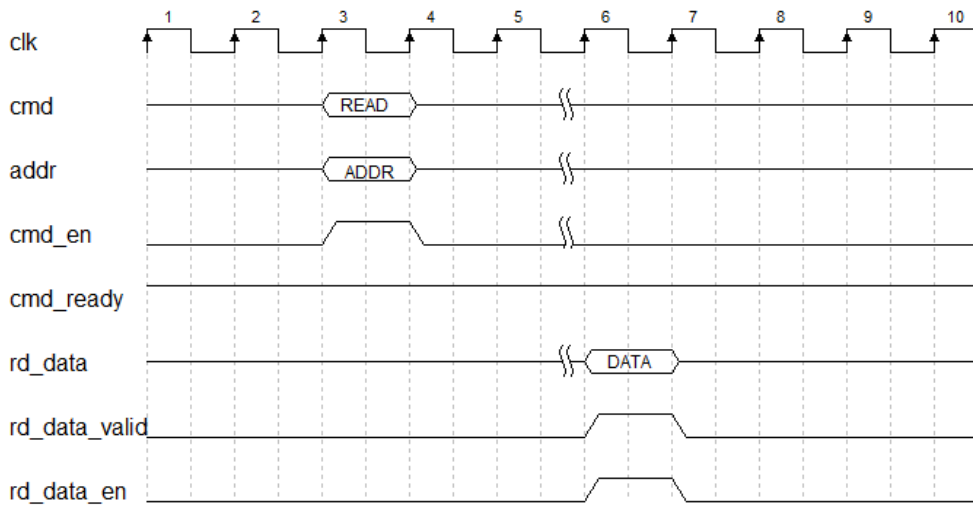 1 2 3 4 5 6 7 8 9 10
clk
cmd READ
addr ADDR
cmd_en
cmd_ready
rd_data DATA
rd_data_valid
rd_data_en